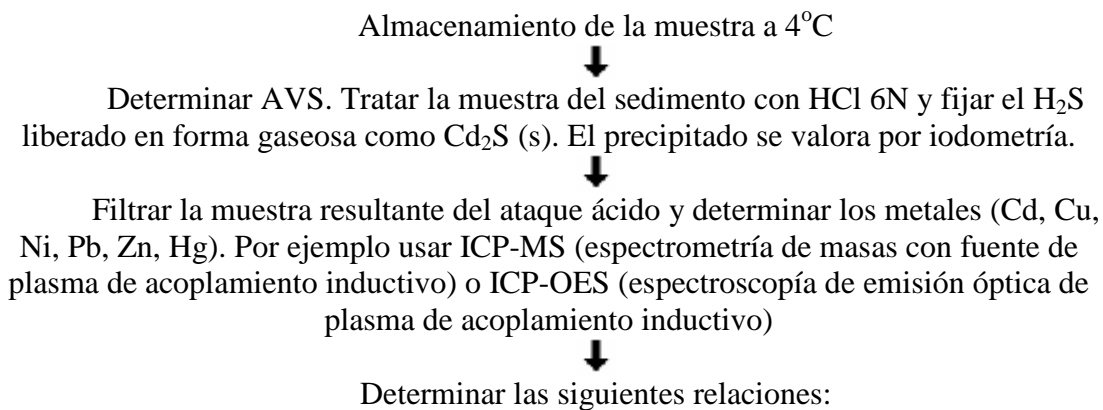 Almacenamiento de la muestra a 4°C
Determinar AVS. Tratar la muestra del sedimento con HCl 6N y fijar el H₂S
liberado en forma gaseosa como Cd₂S (s). El precipitado se valora por iodometría.
Filtrar la muestra resultante del ataque ácido y determinar los metales (Cd, Cu,
Ni, Pb, Zn, Hg). Por ejemplo usar ICP-MS (espectrometría de masas con fuente de
plasma de acoplamiento inductivo) o ICP-OES (espectroscopía de emisión óptica de
plasma de acoplamiento inductivo)
Determinar las siguientes relaciones: